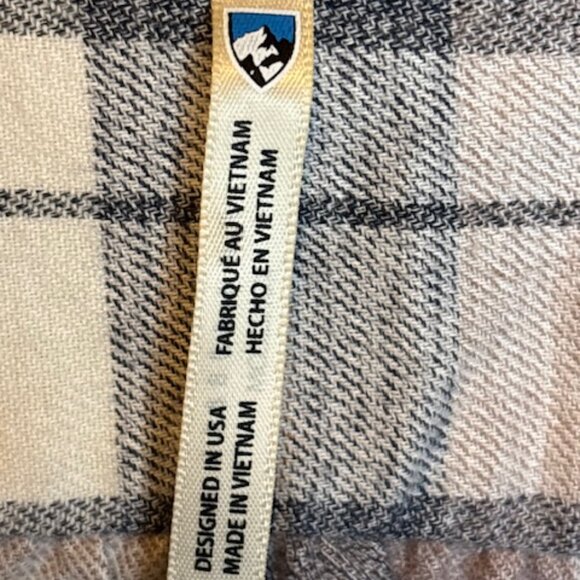 DESIGNED IN USA
MADE IN VIETNAM
FABRIQUÉ AU VIETNAM
HECHO EN VIETNAM